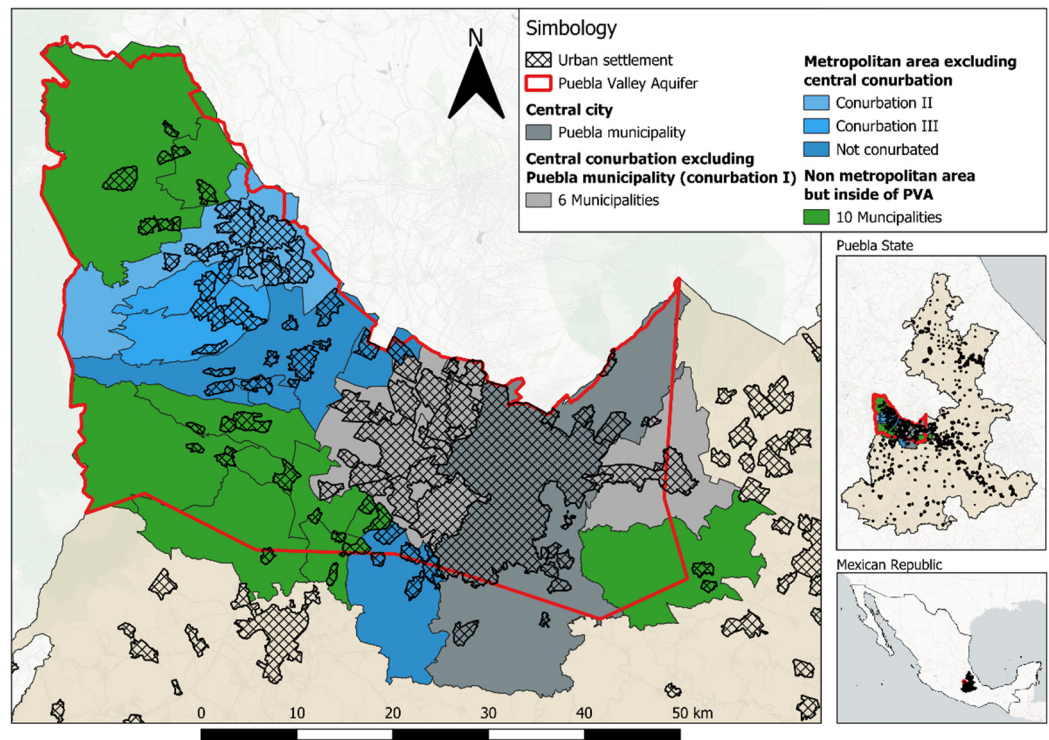 N
Simbology
Urban settlement
Puebla Valley Aquifer
Central city
Puebla municipality
Central conurbation excluding
Puebla municipality (conurbation I)
6 Municipalities
Metropolitan area excluding
central conurbation
Conurbation II
Conurbation III
Not conurbated
Non metropolitan area
but inside of PVA
10 Muncipalities
Puebla State
Mexican Republic
0 10 20 30 40 50 km